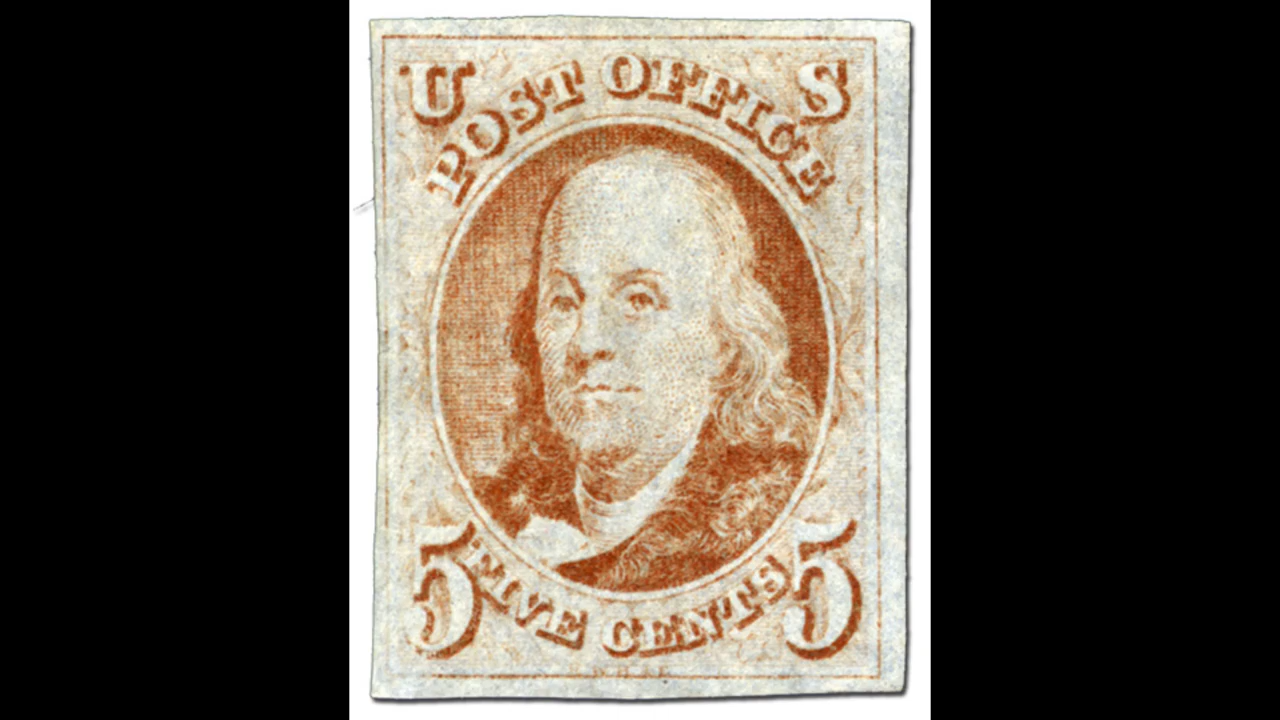 U S
POST OFFICE
FIVE CENTS
5 5
R.W.H.&E.